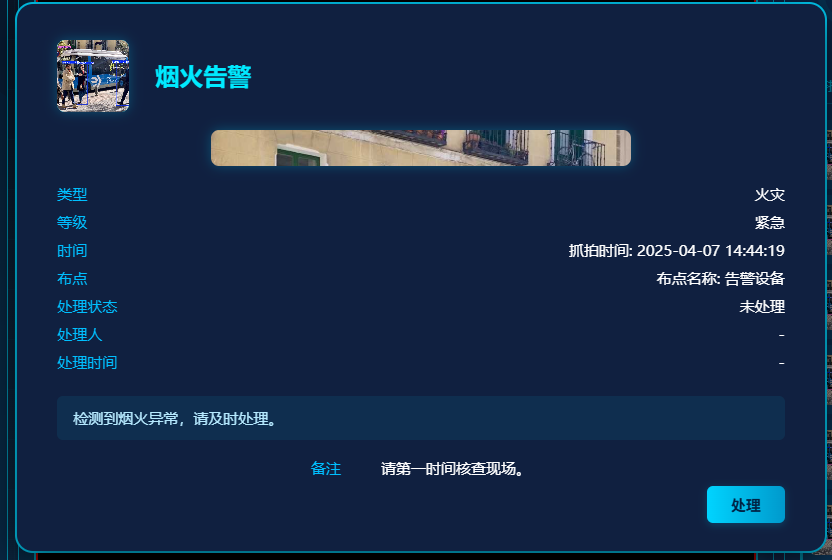 烟火告警
类型 火灾
等级 紧急
时间 抓拍时间: 2025-04-07 14:44:19
布点 布点名称: 告警设备
处理状态 未处理
处理人 -
处理时间 -
检测到烟火异常，请及时处理。
备注 请第一时间核查现场。
处理